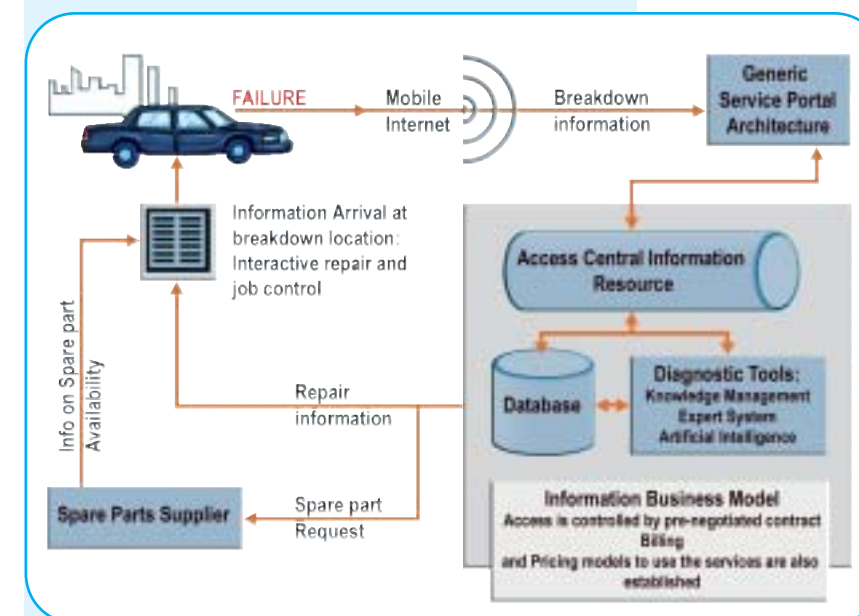 FAILURE
Mobile
Internet
Breakdown
information
Generic
Service Portal
Architecture
Information Arrival at
breakdown location:
Interactive repair and
job control
Access Central Information
Resource
Info on Spare part
Availability
Repair
information
Database
Diagnostic Tools:
Knowledge Management
Expert System
Artificial Intelligence
Spare Parts Supplier
Spare part
Request
Information Business Model
Access is controlled by pre-negotiated contract
Billing
and Pricing models to use the services are also
established